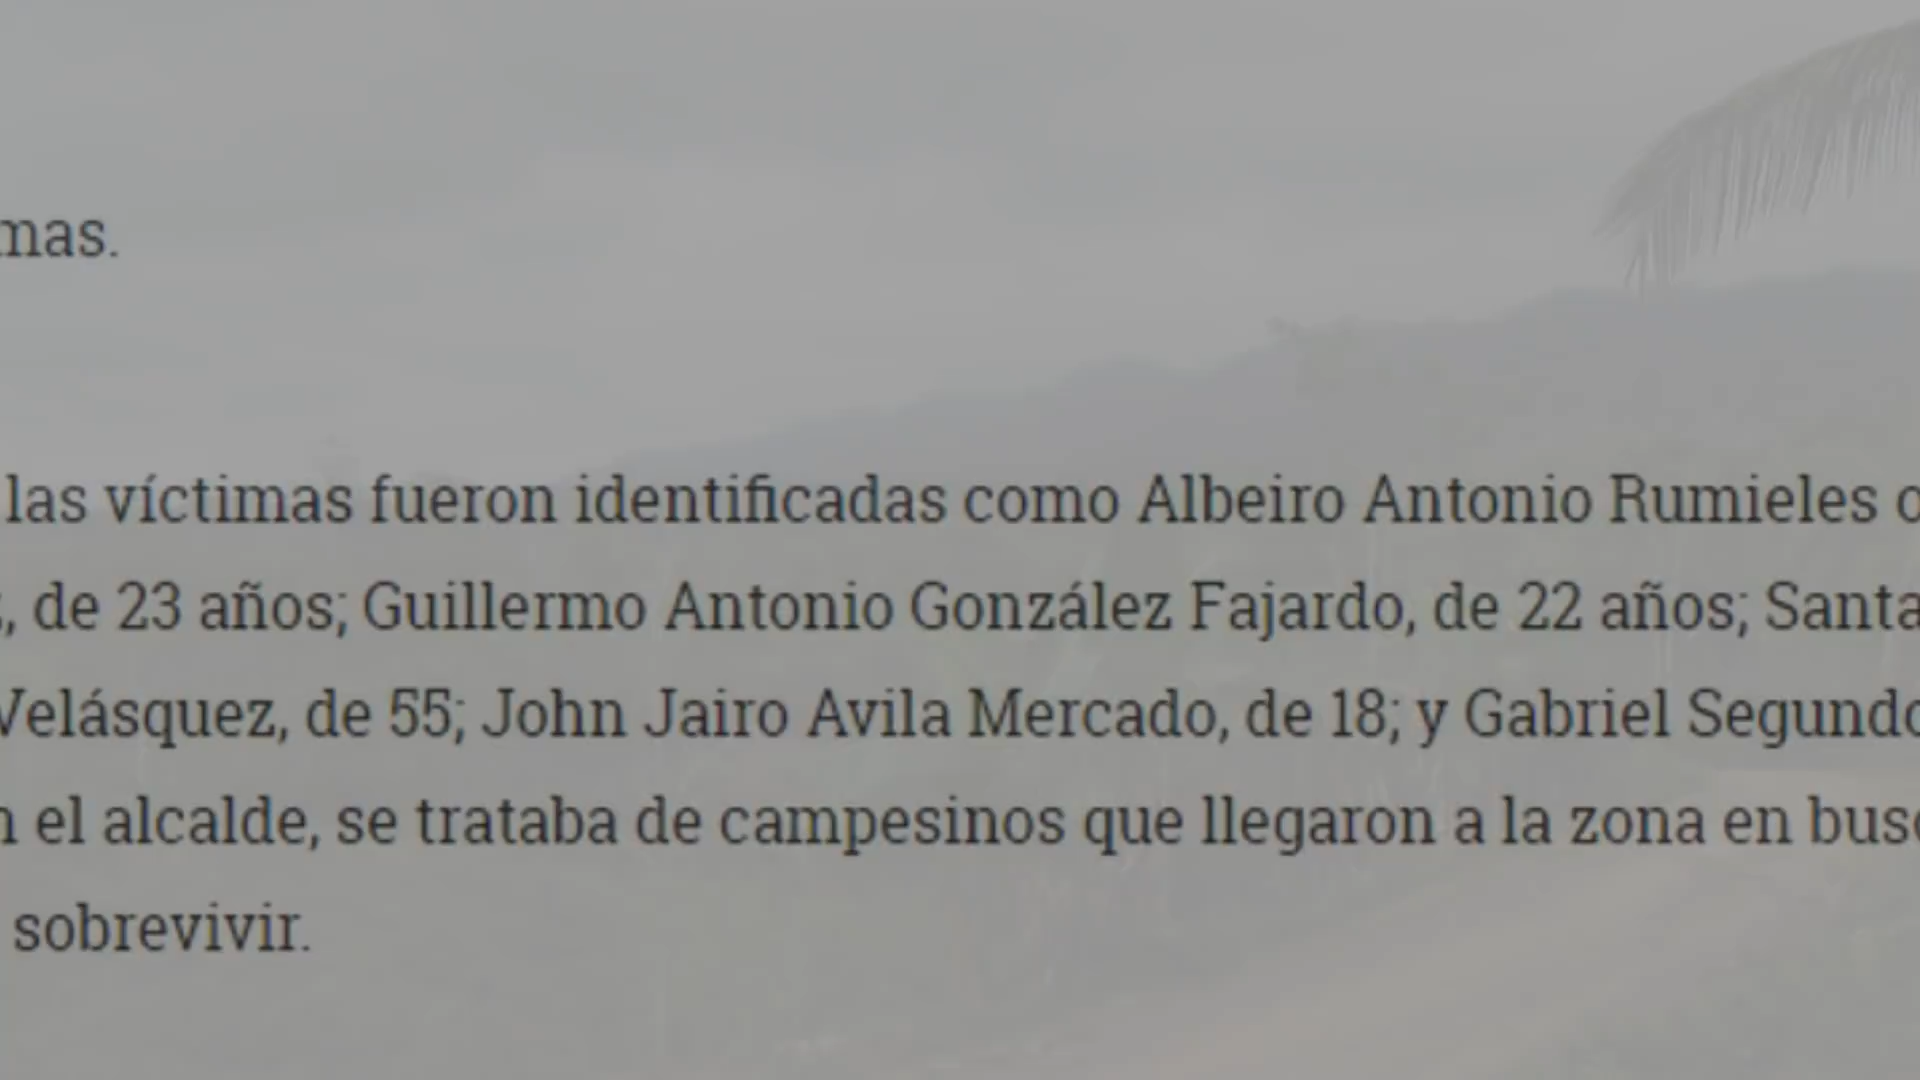 mas.
las víctimas fueron identificadas como Albeiro Antonio Rumieles o
, de 23 años; Guillermo Antonio González Fajardo, de 22 años; Santa
Velásquez, de 55; John Jairo Avila Mercado, de 18; y Gabriel Segundo
n el alcalde, se trataba de campesinos que llegaron a la zona en busc
sobrevivir.